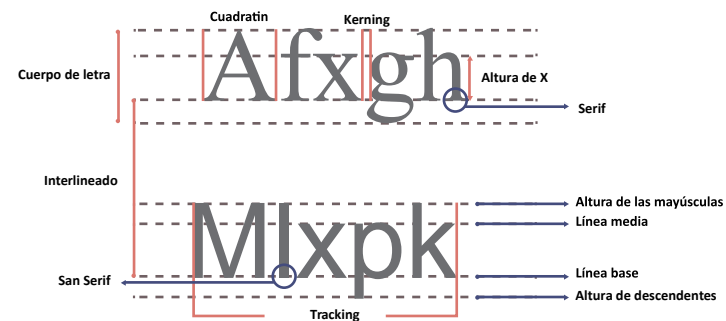 Cuadratin
Kerning
Afxgh
Cuerpo de letra
Altura de X
Serif
Interlineado
Altura de las mayúsculas
Línea media
Mlxpk
San Serif
Línea base
Altura de descendentes
Tracking